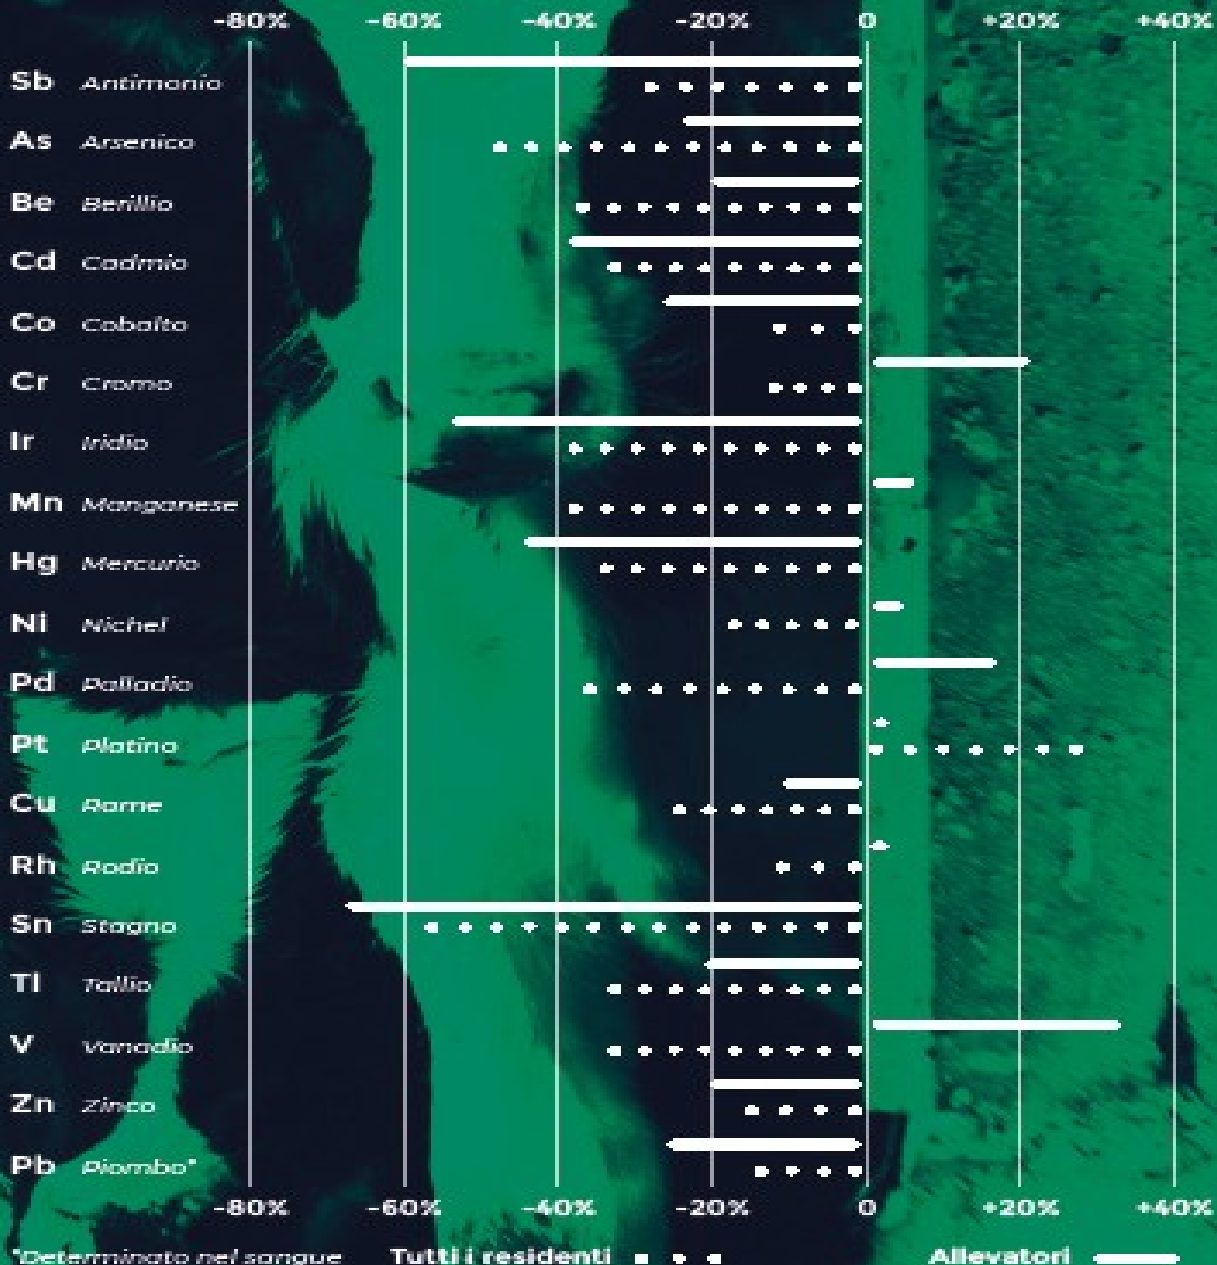 -80% -60% -40% -20% 0 +20% +40%
Sb Antimonio
As Arsenico
Be Berillio
Cd Cadmio
Co Cobalto
Cr Cromo
Ir Iridio
Mn Manganese
Hg Mercurio
Ni Nichel
Pd Palladio
Pt Platino
Cu Rame
Rh Rodio
Sn Stagno
Tl Tallio
V Vanadio
Zn Zinco
Pb Piombo*
-80% -60% -40% -20% 0 +20% +40%
*Determinato nel sangue Tutti i residenti Allevatori